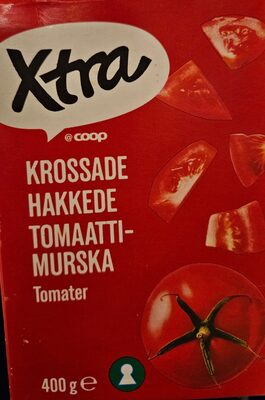 Xtra
@coop
KROSSADE
HAKKEDE
TOMAATTI-
MURSKA
Tomater
400 g e